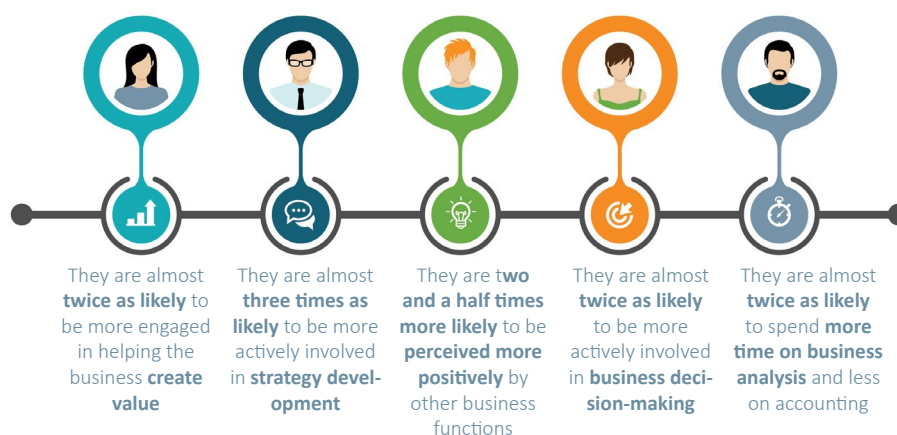 They are almost
twice as likely to
be more engaged
in helping the
business create
value
They are almost
three times as
likely to be more
actively involved
in strategy devel-
opment
They are two
and a half times
more likely to be
perceived more
positively by
other business
functions
They are almost
twice as likely
to be more
actively involved
in business deci-
sion-making
They are almost
twice as likely
to spend more
time on business
analysis and less
on accounting